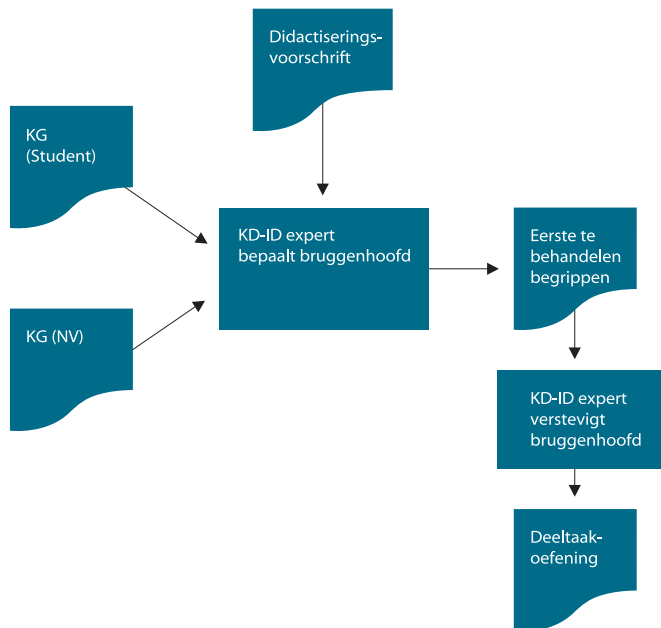 Didactiserings-
voorschrift
KG
(Student)
KD-ID expert
bepaalt bruggenhoofd
Eerste te
behandelen
begrippen
KG (NV)
KD-ID expert
verstevigt
bruggenhoofd
Deeltaak-
oefening